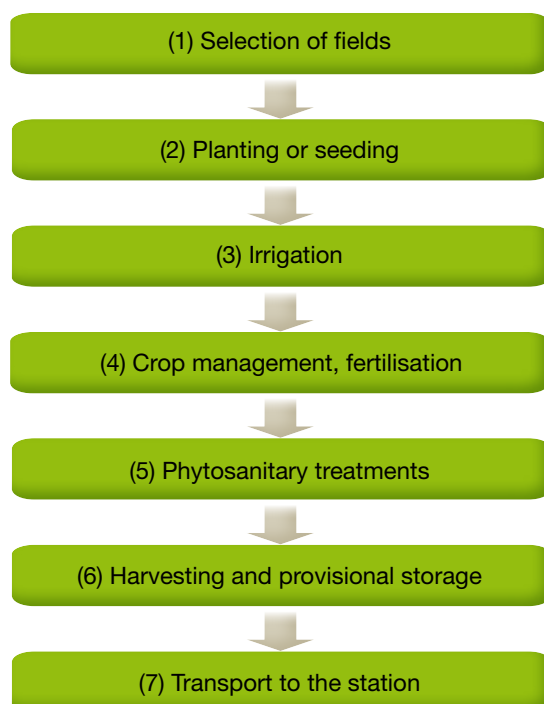 (1) Selection of fields
(2) Planting or seeding
(3) Irrigation
(4) Crop management, fertilisation
(5) Phytosanitary treatments
(6) Harvesting and provisional storage
(7) Transport to the station